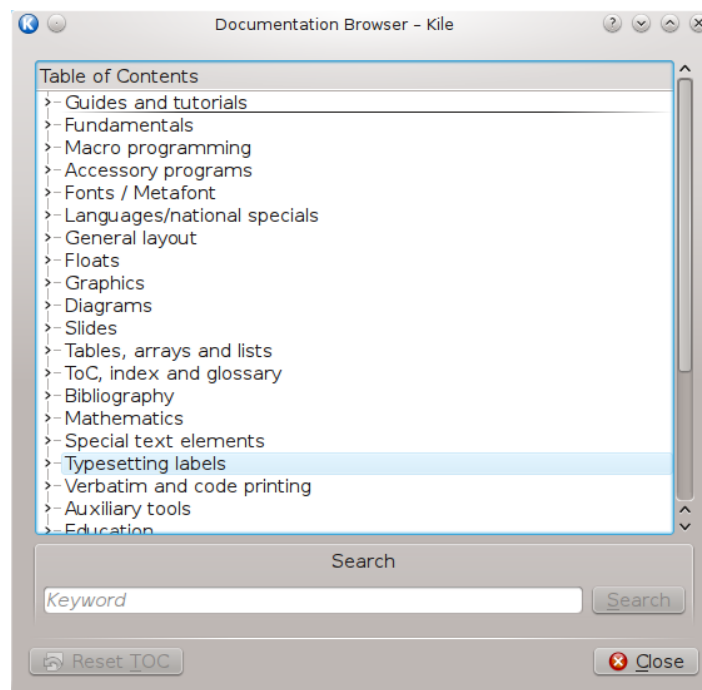 Documentation Browser – Kile
Table of Contents
Guides and tutorials
Fundamentals
Macro programming
Accessory programs
Fonts / Metafont
Languages/national specials
General layout
Floats
Graphics
Diagrams
Slides
Tables, arrays and lists
ToC, index and glossary
Bibliography
Mathematics
Special text elements
Typesetting labels
Verbatim and code printing
Auxiliary tools
Education
Search
Keyword
Search
Reset TOC
Close